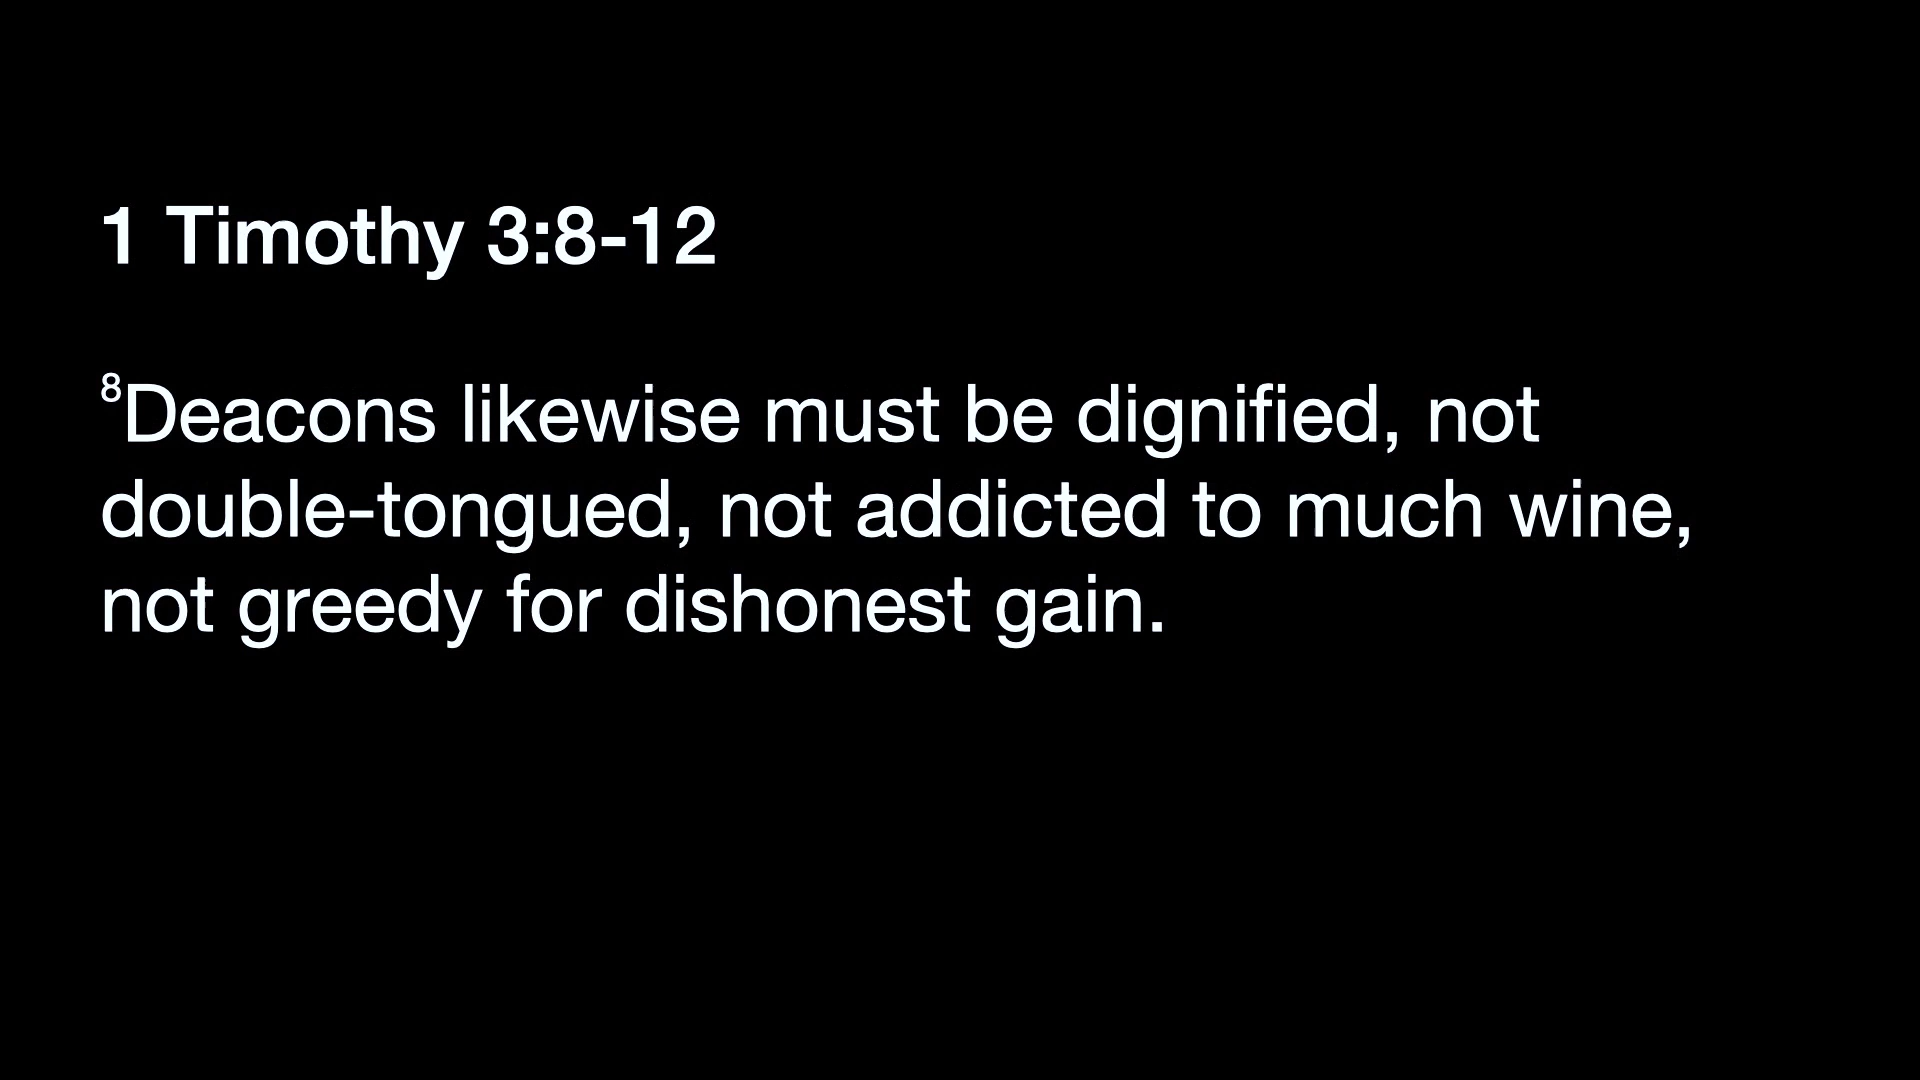 1 Timothy 3:8-12
⁸Deacons likewise must be dignified, not
double-tongued, not addicted to much wine,
not greedy for dishonest gain.